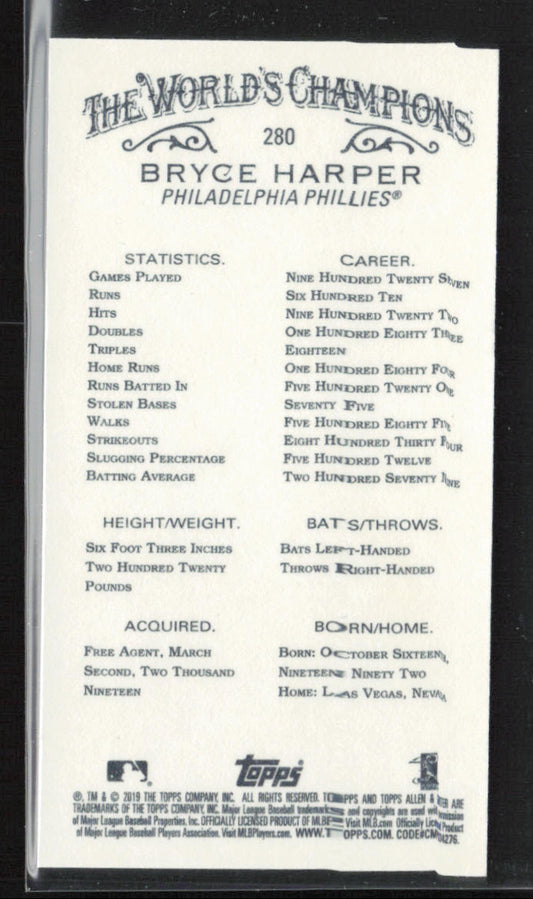 THE WORLD'S CHAMPIONS
280
BRYCE HARPER
PHILADELPHIA PHILLIES®
STATISTICS. CAREER.
GAMES PLAYED NINE HUNDRED TWENTY SEVEN
RUNS SIX HUNDRED TEN
HITS NINE HUNDRED TWENTY TWO
DOUBLES ONE HUNDRED EIGHTY THREE
TRIPLES EIGHTEEN
HOME RUNS ONE HUNDRED EIGHTY FOUR
RUNS BATTED IN FIVE HUNDRED TWENTY ONE
STOLEN BASES SEVENTY FIVE
WALKS FIVE HUNDRED EIGHTY FIVE
STRIKEOUTS EIGHT HUNDRED THIRTY FOUR
SLUGGING PERCENTAGE FIVE HUNDRED TWELVE
BATTING AVERAGE TWO HUNDRED SEVENTY NINE
HEIGHT/WEIGHT. BATS/THROWS.
SIX FOOT THREE INCHES BATS LEFT-HANDED
TWO HUNDRED TWENTY THROWS RIGHT-HANDED
POUNDS
ACQUIRED. BORN/HOME.
FREE AGENT, MARCH BORN: OCTOBER SIXTEEN,
SECOND, TWO THOUSAND NINETEEN NINETY TWO
NINETEEN HOME: LAS VEGAS,
Topps
®, TM & © 2019 THE TOPPS COMPANY, INC. ALL RIGHTS RESERVED. TOPPS AND TOPPS ALLEN & ARE
TRADEMARKS OF THE TOPPS COMPANY, INC. Major League Baseball trademarks and copyrights are used
of Major League Baseball Properties, Inc. OFFICIALLY LICENSED PRODUCT OF Visit MLB.com Officially Product
of Major League Baseball Players Association. Visit MLBPlayers.com. WWW.TOPPS.COM.